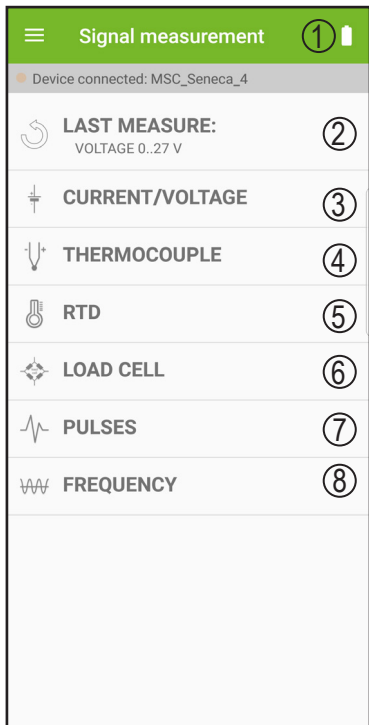 Signal measurement ①
Device connected: MSC_Seneca_4
LAST MEASURE: ②
VOLTAGE 0..27 V
CURRENT/VOLTAGE ③
THERMOCOUPLE ④
RTD ⑤
LOAD CELL ⑥
PULSES ⑦
FREQUENCY ⑧